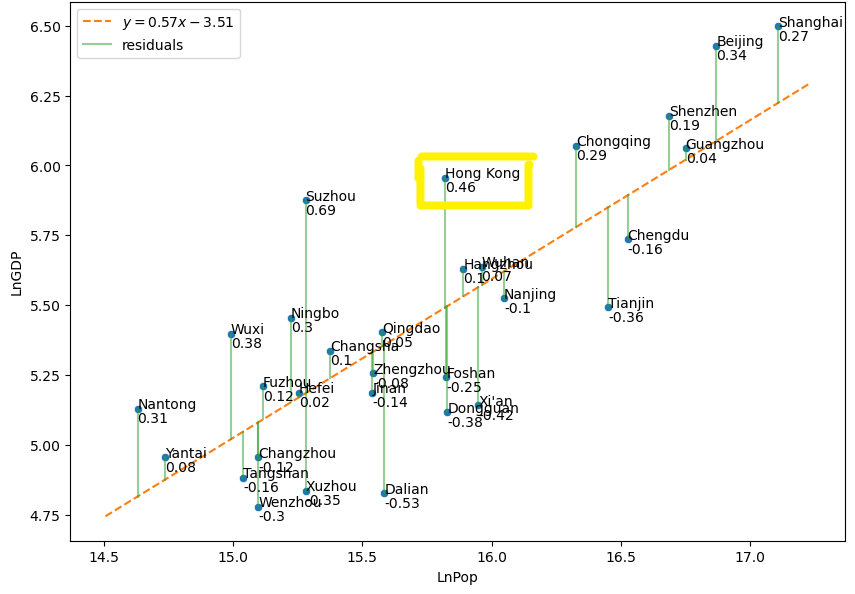 y = 0.57x − 3.51
residuals
LnGDP
6.50
6.25
6.00
5.75
5.50
5.25
5.00
4.75
Shanghai
0.27
Beijing
0.34
Shenzhen
0.19
Guangzhou
0.04
Chongqing
0.29
Hong Kong
0.46
Suzhou
0.69
Chengdu
-0.16
Wuhan
0.07
Hangzhou
0.1
Nanjing
-0.1
Tianjin
-0.36
Ningbo
0.3
Wuxi
0.38
Qingdao
0.05
Changsha
0.1
Zhengzhou
-0.08
Foshan
-0.25
Fuzhou
0.12
Hefei
0.02
Jinan
-0.14
Xi'an
-0.42
Dongguan
-0.38
Nantong
0.31
Yantai
0.08
Changzhou
-0.12
Tangshan
-0.16
Xuzhou
-0.35
Dalian
-0.53
Wenzhou
-0.3
14.5
15.0
15.5
16.0
16.5
17.0
LnPop